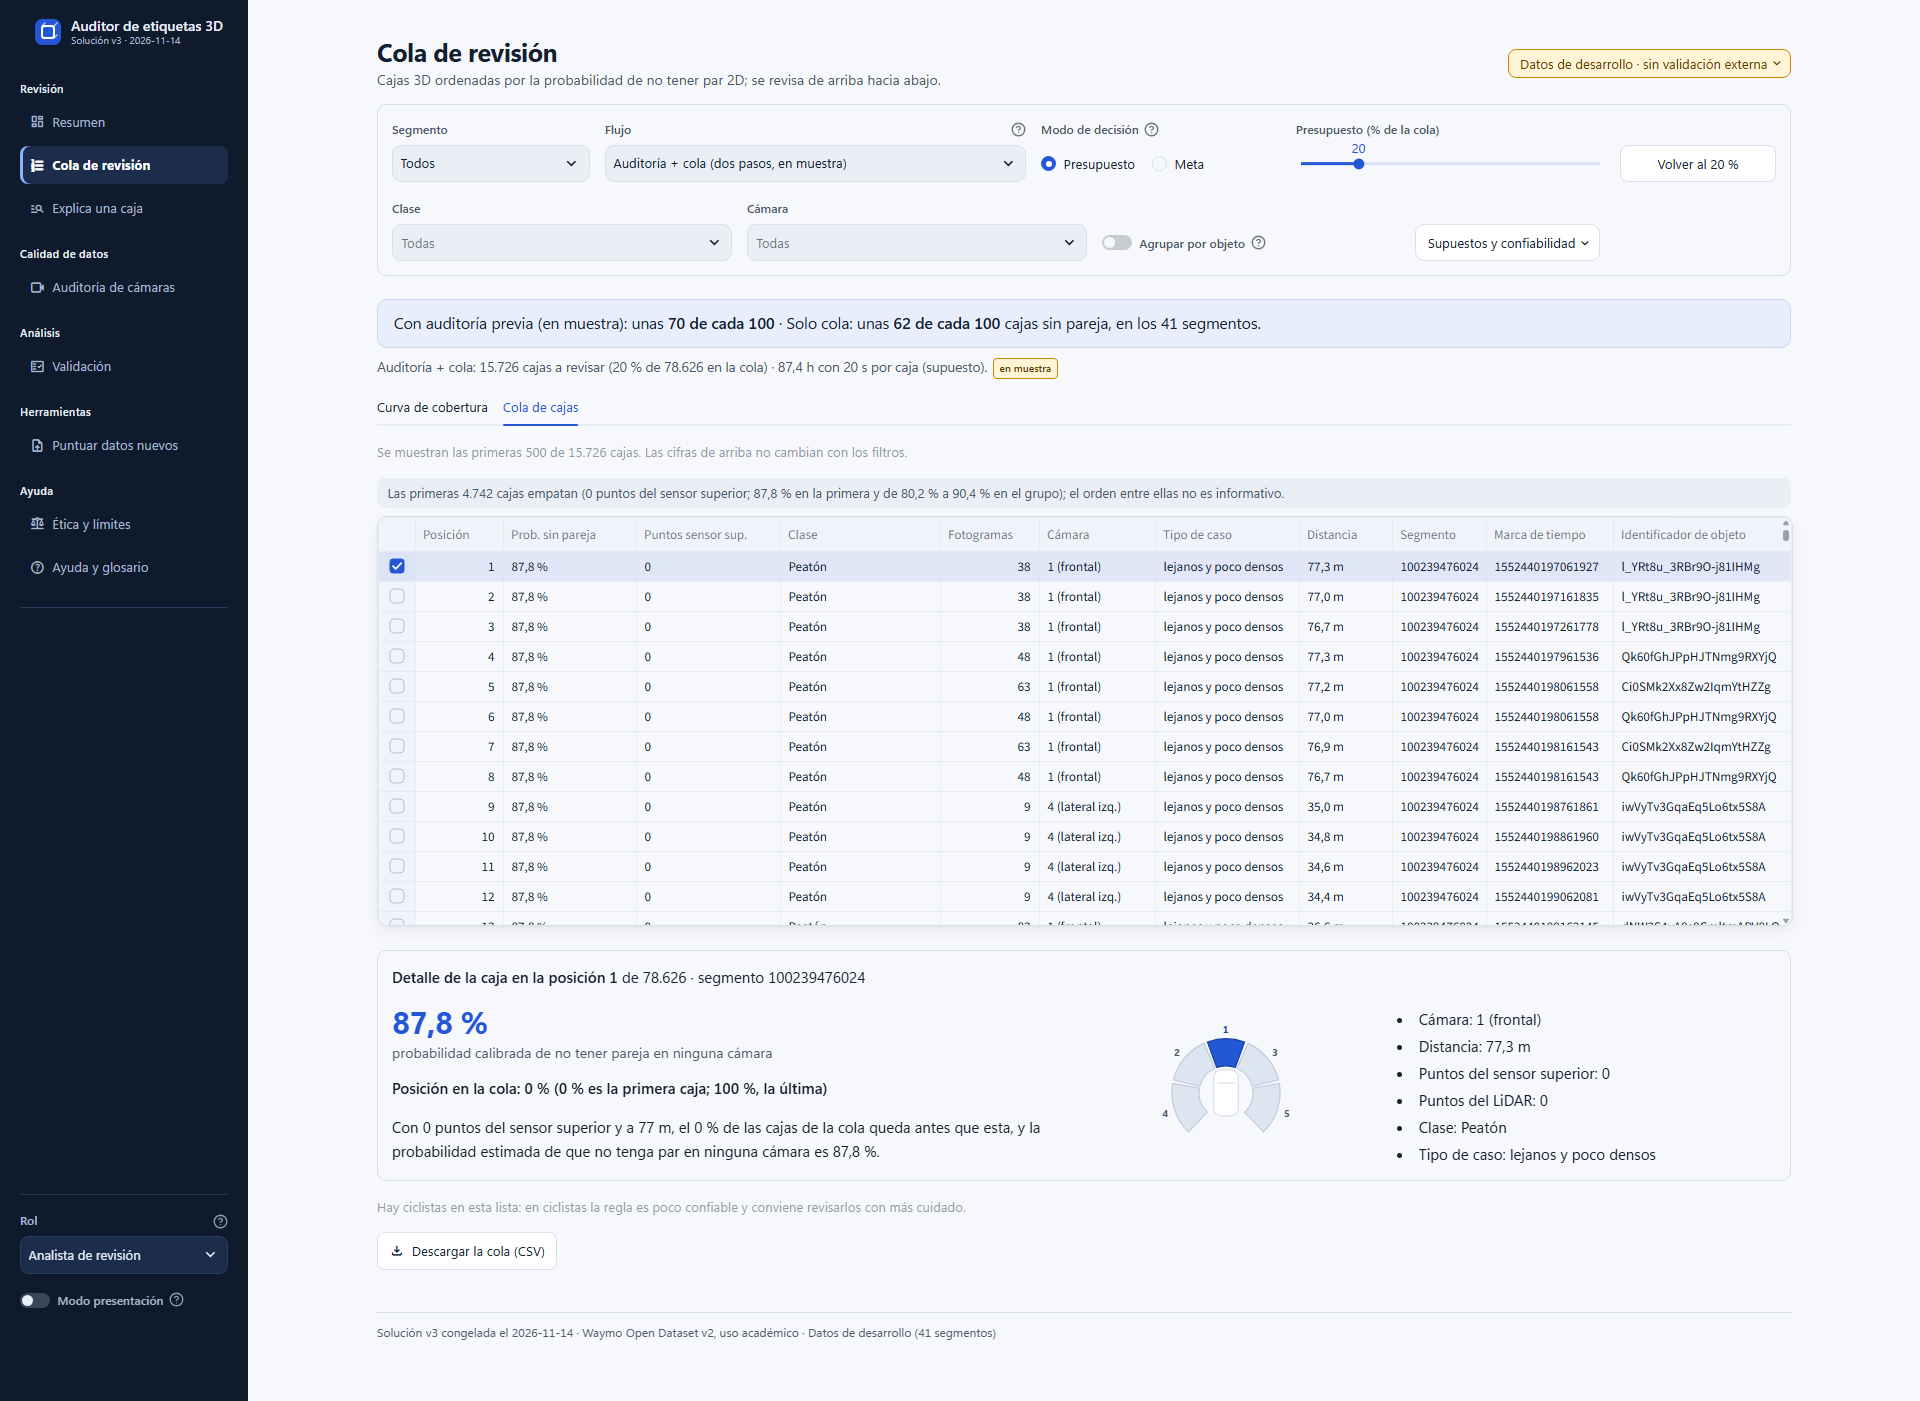 Auditor de etiquetas 3D
Solución v3 · 2026-11-14
Revisión
Resumen
Cola de revisión
Explica una caja
Calidad de datos
Auditoría de cámaras
Análisis
Validación
Herramientas
Puntuar datos nuevos
Ayuda
Ética y límites
Ayuda y glosario
Rol
Analista de revisión
Modo presentación
Cola de revisión
Cajas 3D ordenadas por la probabilidad de no tener par 2D; se revisa de arriba hacia abajo.
Datos de desarrollo · sin validación externa
Segmento
Flujo
Modo de decisión
Presupuesto (% de la cola)
Todos
Auditoría + cola (dos pasos, en muestra)
Presupuesto
Meta
20
Volver al 20 %
Clase
Cámara
Todas
Todas
Agrupar por objeto
Supuestos y confiabilidad
Con auditoría previa (en muestra): unas 70 de cada 100 · Solo cola: unas 62 de cada 100 cajas sin pareja, en los 41 segmentos.
Auditoría + cola: 15.726 cajas a revisar (20 % de 78.626 en la cola) · 87,4 h con 20 s por caja (supuesto). en muestra
Curva de cobertura Cola de cajas
Se muestran las primeras 500 de 15.726 cajas. Las cifras de arriba no cambian con los filtros.
Las primeras 4.742 cajas empatan (0 puntos del sensor superior; 87,8 % en la primera y de 80,2 % a 90,4 % en el grupo); el orden entre ellas no es informativo.
Posición Prob. sin pareja Puntos sensor sup. Clase Fotogramas Cámara Tipo de caso Distancia Segmento Marca de tiempo Identificador de objeto
1 87,8 % 0 Peatón 38 1 (frontal) lejanos y poco densos 77,3 m 100239476024 1552440197061927 l_YRt8u_3RBr9O-j81IHMg
2 87,8 % 0 Peatón 38 1 (frontal) lejanos y poco densos 77,0 m 100239476024 1552440197161835 l_YRt8u_3RBr9O-j81IHMg
3 87,8 % 0 Peatón 38 1 (frontal) lejanos y poco densos 76,7 m 100239476024 1552440197261778 l_YRt8u_3RBr9O-j81IHMg
4 87,8 % 0 Peatón 48 1 (frontal) lejanos y poco densos 77,3 m 100239476024 1552440197961536 Qk60fGhJPpHJTNmg9RXYjQ
5 87,8 % 0 Peatón 63 1 (frontal) lejanos y poco densos 77,2 m 100239476024 1552440198061558 Ci0SMk2Xx8Zw2IqmYtHZZg
6 87,8 % 0 Peatón 48 1 (frontal) lejanos y poco densos 77,0 m 100239476024 1552440198061558 Qk60fGhJPpHJTNmg9RXYjQ
7 87,8 % 0 Peatón 63 1 (frontal) lejanos y poco densos 76,9 m 100239476024 1552440198161543 Ci0SMk2Xx8Zw2IqmYtHZZg
8 87,8 % 0 Peatón 48 1 (frontal) lejanos y poco densos 76,7 m 100239476024 1552440198161543 Qk60fGhJPpHJTNmg9RXYjQ
9 87,8 % 0 Peatón 9 4 (lateral izq.) lejanos y poco densos 35,0 m 100239476024 1552440198761861 iwVyTv3GqaEq5Lo6tx5S8A
10 87,8 % 0 Peatón 9 4 (lateral izq.) lejanos y poco densos 34,8 m 100239476024 1552440198861960 iwVyTv3GqaEq5Lo6tx5S8A
11 87,8 % 0 Peatón 9 4 (lateral izq.) lejanos y poco densos 34,6 m 100239476024 1552440198962023 iwVyTv3GqaEq5Lo6tx5S8A
12 87,8 % 0 Peatón 9 4 (lateral izq.) lejanos y poco densos 34,4 m 100239476024 1552440199062081 iwVyTv3GqaEq5Lo6tx5S8A
Detalle de la caja en la posición 1 de 78.626 · segmento 100239476024
87,8 %
probabilidad calibrada de no tener pareja en ninguna cámara
Posición en la cola: 0 % (0 % es la primera caja; 100 %, la última)
Con 0 puntos del sensor superior y a 77 m, el 0 % de las cajas de la cola queda antes que esta, y la
probabilidad estimada de que no tenga par en ninguna cámara es 87,8 %.
1
2
3
4
5
Cámara: 1 (frontal)
Distancia: 77,3 m
Puntos del sensor superior: 0
Puntos del LiDAR: 0
Clase: Peatón
Tipo de caso: lejanos y poco densos
Hay ciclistas en esta lista: en ciclistas la regla es poco confiable y conviene revisarlos con más cuidado.
Descargar la cola (CSV)
Solución v3 congelada el 2026-11-14 · Waymo Open Dataset v2, uso académico · Datos de desarrollo (41 segmentos)